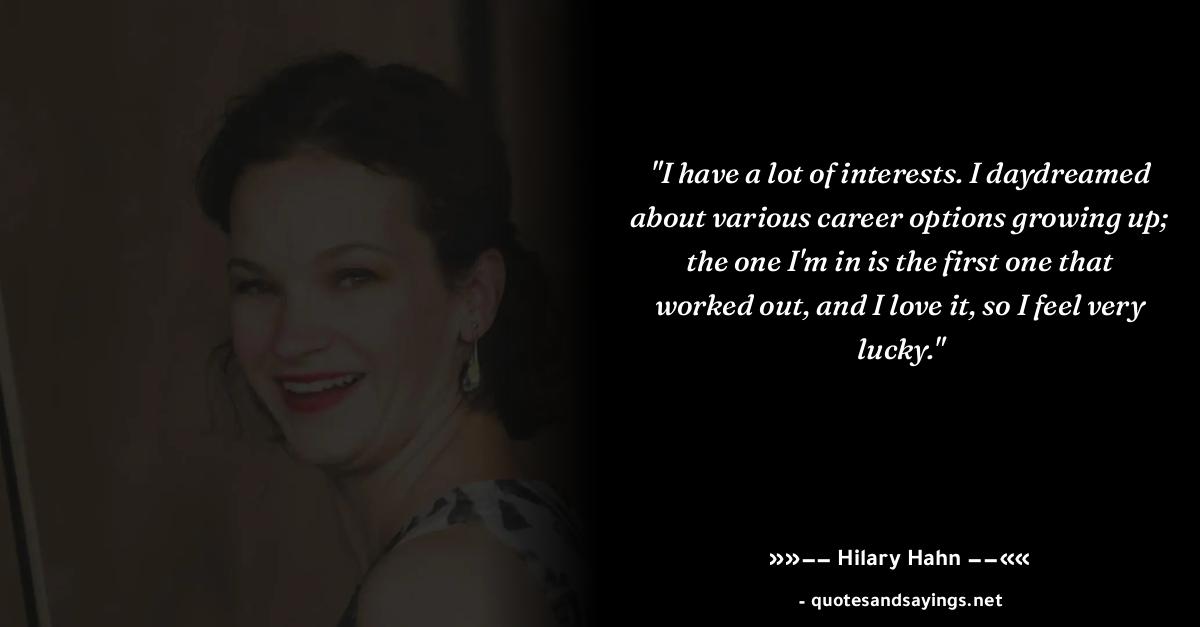 "I have a lot of interests. I daydreamed
about various career options growing up;
the one I'm in is the first one that
worked out, and I love it, so I feel very
lucky."
»»–– Hilary Hahn ––««
- quotesandsayings.net